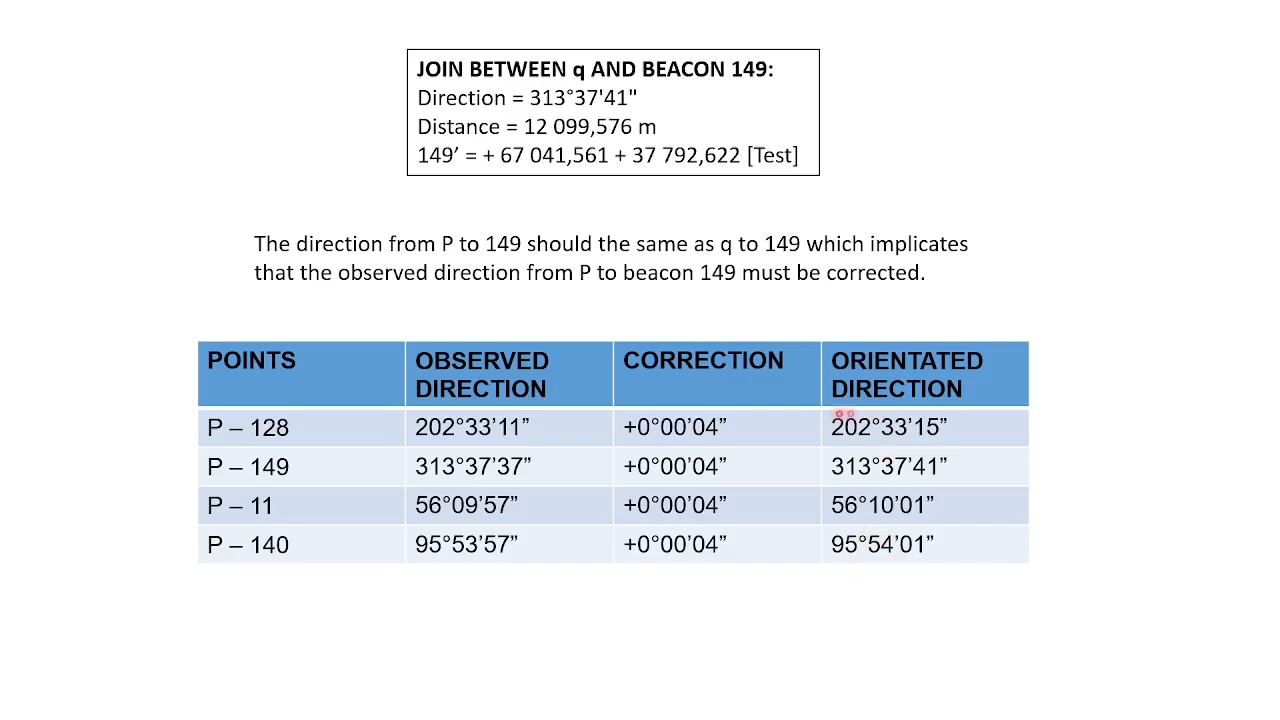 JOIN BETWEEN q AND BEACON 149:
Direction = 313°37'41"
Distance = 12 099,576 m
149’ = + 67 041,561 + 37 792,622 [Test]
The direction from P to 149 should the same as q to 149 which implicates
that the observed direction from P to beacon 149 must be corrected.
POINTS OBSERVED DIRECTION CORRECTION ORIENTATED DIRECTION
P – 128 202°33’11” +0°00’04” 202°33’15”
P – 149 313°37’37” +0°00’04” 313°37’41”
P – 11 56°09’57” +0°00’04” 56°10’01”
P – 140 95°53’57” +0°00’04” 95°54’01”